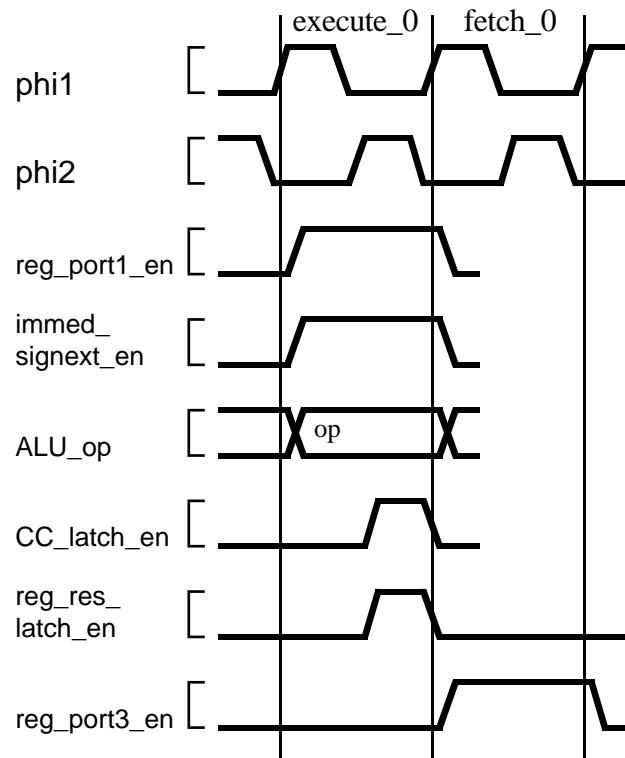 execute_0 fetch_0
phi1
phi2
reg_port1_en
immed_
signext_en
ALU_op
op
CC_latch_en
reg_res_
latch_en
reg_port3_en